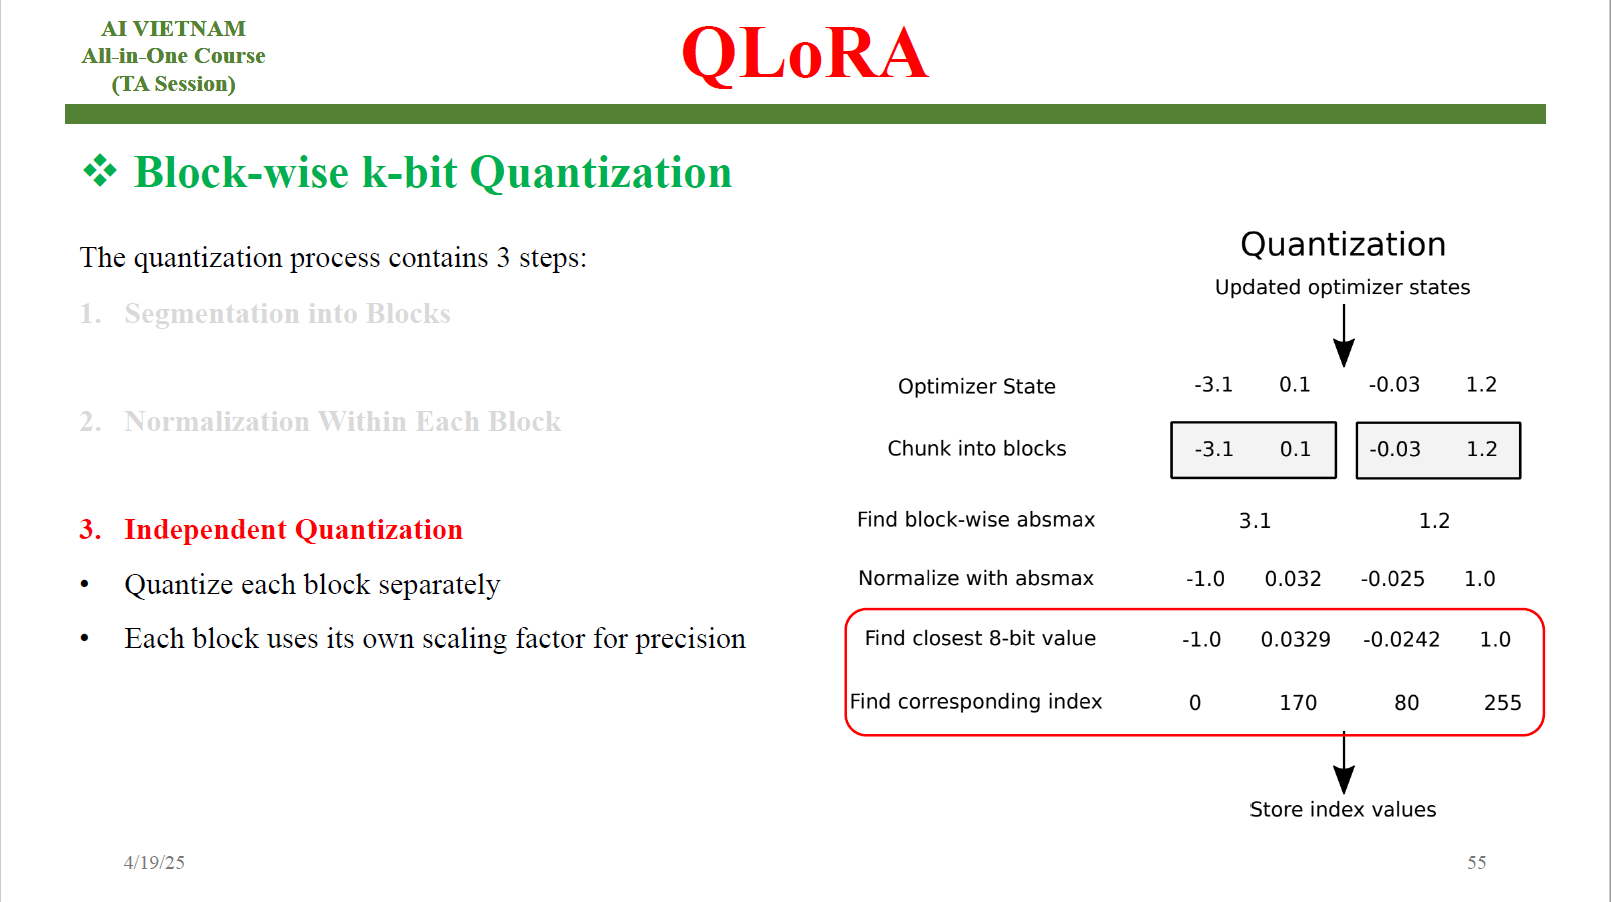 AI VIETNAM
All-in-One Course
(TA Session)
QLoRA
❖ Block-wise k-bit Quantization
The quantization process contains 3 steps:
1. Segmentation into Blocks
2. Normalization Within Each Block
3. Independent Quantization
• Quantize each block separately
• Each block uses its own scaling factor for precision
Quantization
Updated optimizer states
Optimizer State -3.1 0.1 -0.03 1.2
Chunk into blocks -3.1 0.1 -0.03 1.2
Find block-wise absmax 3.1 1.2
Normalize with absmax -1.0 0.032 -0.025 1.0
Find closest 8-bit value -1.0 0.0329 -0.0242 1.0
Find corresponding index 0 170 80 255
Store index values
4/19/25
55